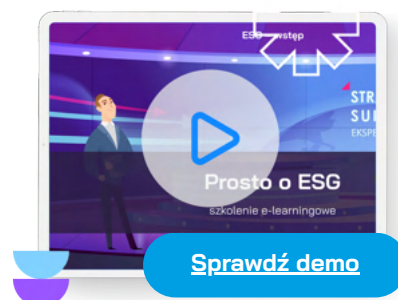 ESG wstęp
STR
SU
EKSPE
Prosto o ESG
szkolenie e-learningowe
Sprawdź demo